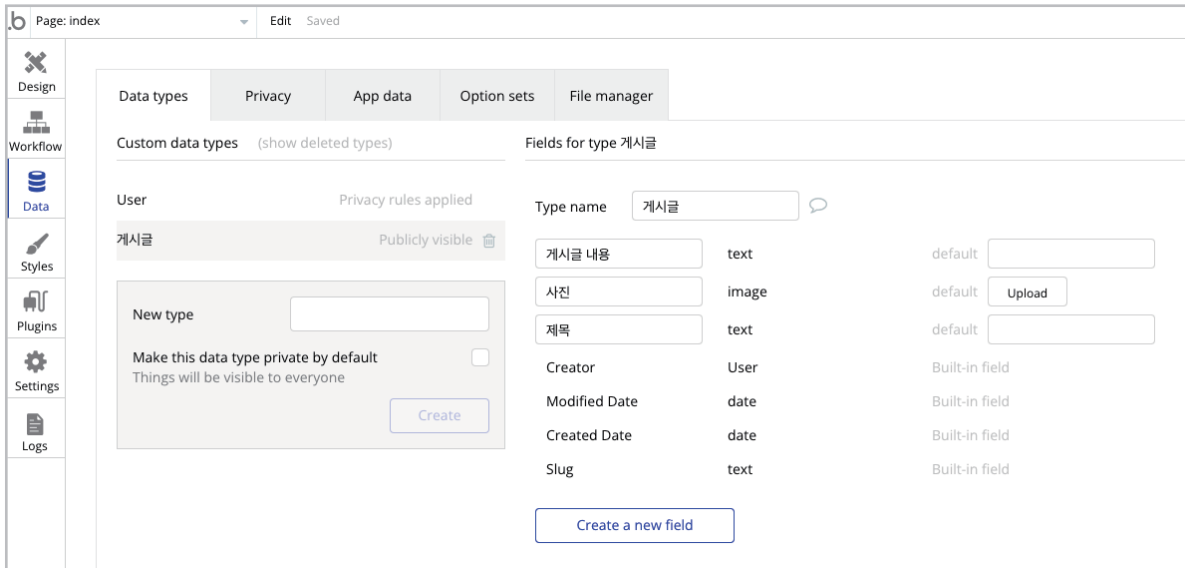 .b Page: index Edit Saved
Design
Workflow
Data
Styles
Plugins
Settings
Logs
Data types Privacy App data Option sets File manager
Custom data types (show deleted types)
User Privacy rules applied
게시글 Publicly visible
New type
Make this data type private by default
Things will be visible to everyone
Create
Fields for type 게시글
Type name 게시글
게시글 내용 text default
사진 image default Upload
제목 text default
Creator User Built-in field
Modified Date date Built-in field
Created Date date Built-in field
Slug text Built-in field
Create a new field